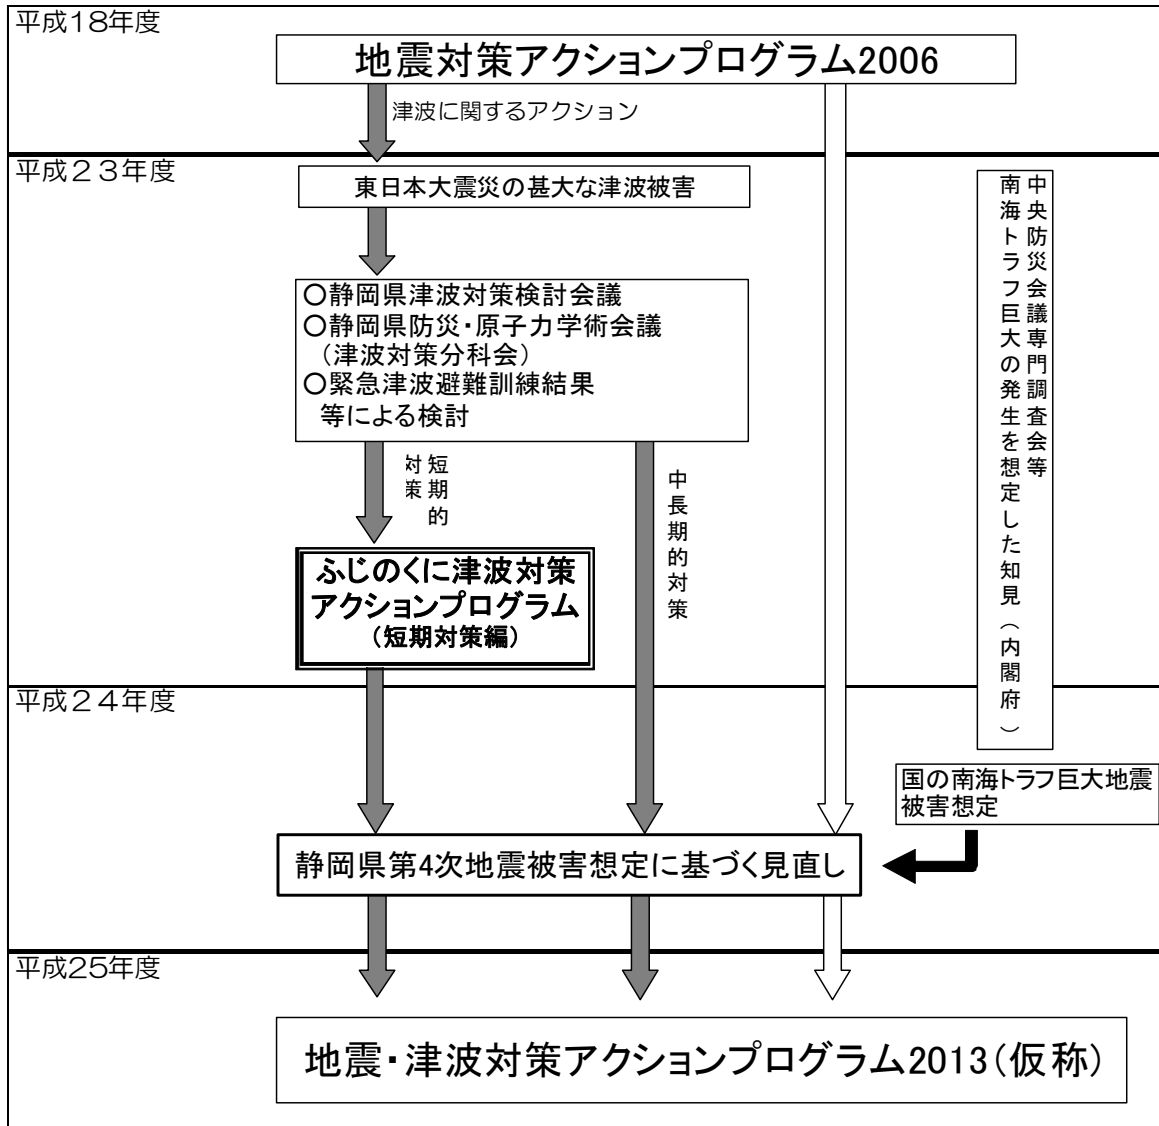 平成18年度
地震対策アクションプログラム2006
津波に関するアクション
平成２３年度
東日本大震災の甚大な津波被害
中央防災会議専門調査会等
南海トラフ巨大の発生を想定した知見（内閣府）
〇静岡県津波対策検討会議
〇静岡県防災・原子力学術会議
（津波対策分科会）
〇緊急津波避難訓練結果
等による検討
短期的
対策
中長期的対策
ふじのくに津波対策
アクションプログラム
（短期対策編）
平成２４年度
国の南海トラフ巨大地震
被害想定
静岡県第4次地震被害想定に基づく見直し
平成25年度
地震・津波対策アクションプログラム2013（仮称）